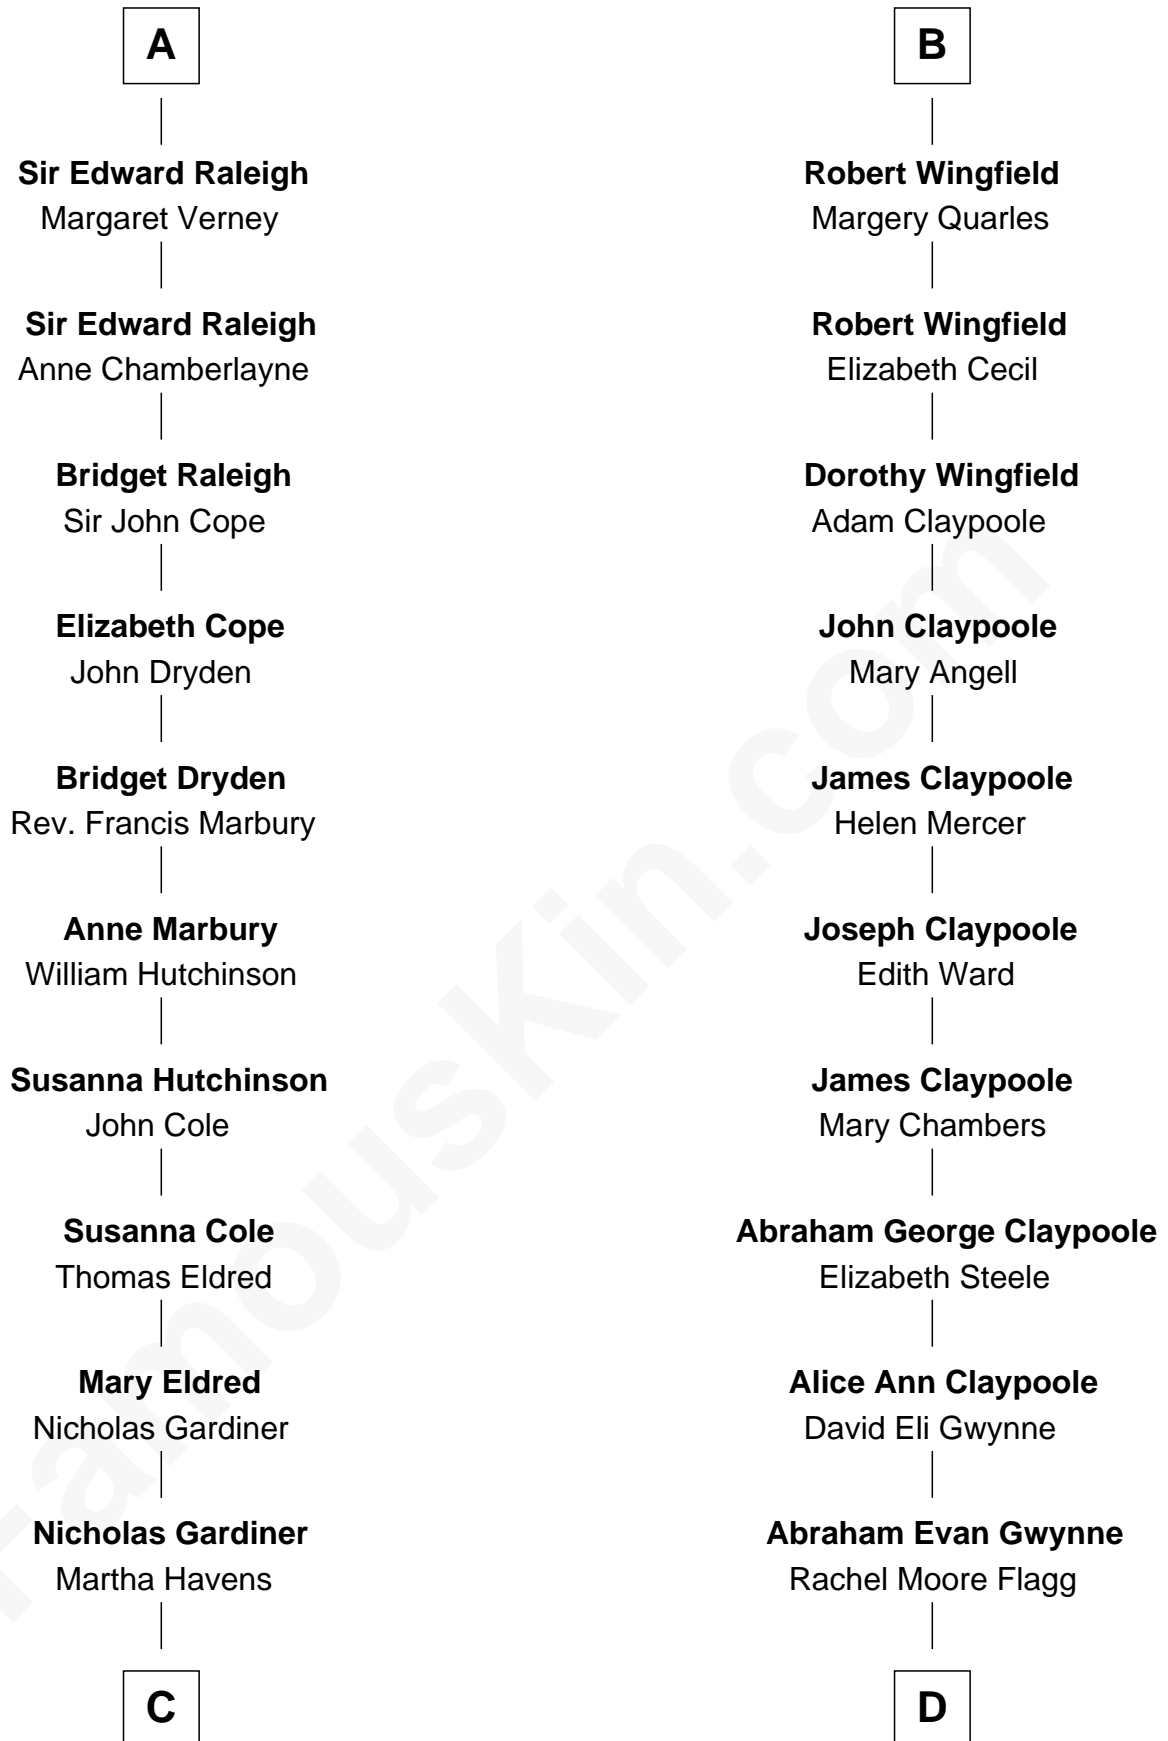 A
Sir Edward Raleigh
Margaret Verney
Sir Edward Raleigh
Anne Chamberlayne
Bridget Raleigh
Sir John Cope
Elizabeth Cope
John Dryden
Bridget Dryden
Rev. Francis Marbury
Anne Marbury
William Hutchinson
Susanna Hutchinson
John Cole
Susanna Cole
Thomas Eldred
Mary Eldred
Nicholas Gardiner
Nicholas Gardiner
Martha Havens
C
B
Robert Wingfield
Margery Quarles
Robert Wingfield
Elizabeth Cecil
Dorothy Wingfield
Adam Claypoole
John Claypoole
Mary Angell
James Claypoole
Helen Mercer
Joseph Claypoole
Edith Ward
James Claypoole
Mary Chambers
Abraham George Claypoole
Elizabeth Steele
Alice Ann Claypoole
David Eli Gwynne
Abraham Evan Gwynne
Rachel Moore Flagg
D
FamousKin.com